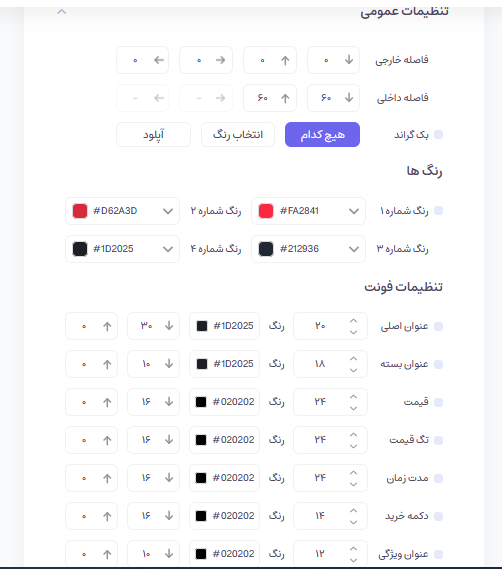 تنظیمات عمومی
فاصله خارجی ۰ ۰ ۰ ۰
فاصله داخلی ۶۰ ۶۰ - -
بک گراند هیچ کدام انتخاب رنگ آپلود
رنگ ها
رنگ شماره ۱ #FA2841 رنگ شماره ۲ #D62A3D
رنگ شماره ۳ #212936 رنگ شماره ۴ #1D2025
تنظیمات فونت
عنوان اصلی ۲۰ رنگ #1D2025 ۳۰ ۰
عنوان بسته ۱۸ رنگ #1D2025 ۱۰ ۰
قیمت ۲۴ رنگ #020202 ۱۶ ۰
تگ قیمت ۲۴ رنگ #020202 ۱۶ ۰
مدت زمان ۲۴ رنگ #020202 ۱۶ ۰
دکمه خرید ۱۴ رنگ #020202 ۱۶ ۰
عنوان ویژگی ۱۲ رنگ #020202 ۱۰ ۰